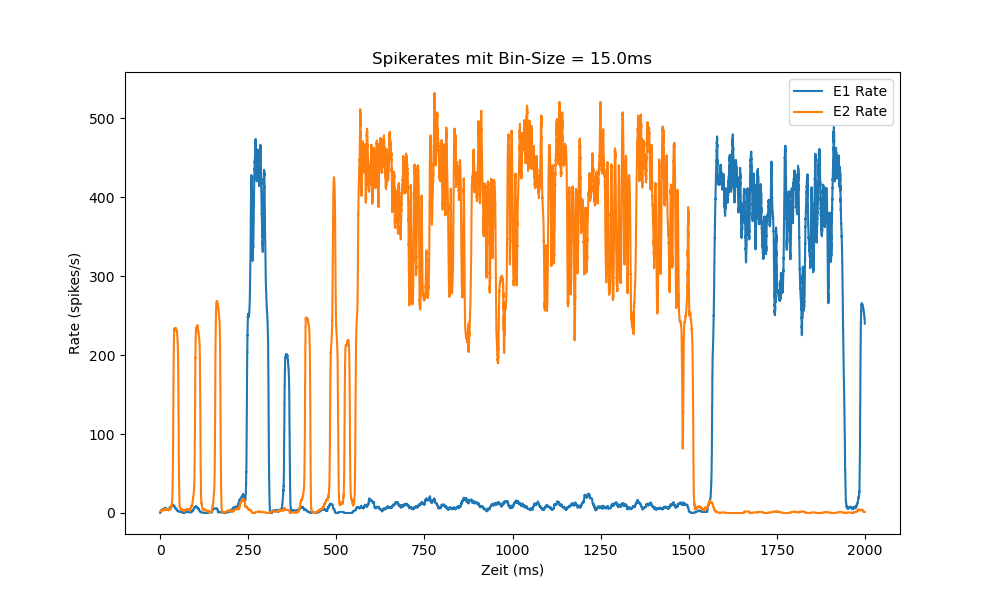 Spikerates mit Bin-Size = 15.0ms
E1 Rate
E2 Rate
500
400
300
200
100
0
Rate (spikes/s)
0 250 500 750 1000 1250 1500 1750 2000
Zeit (ms)